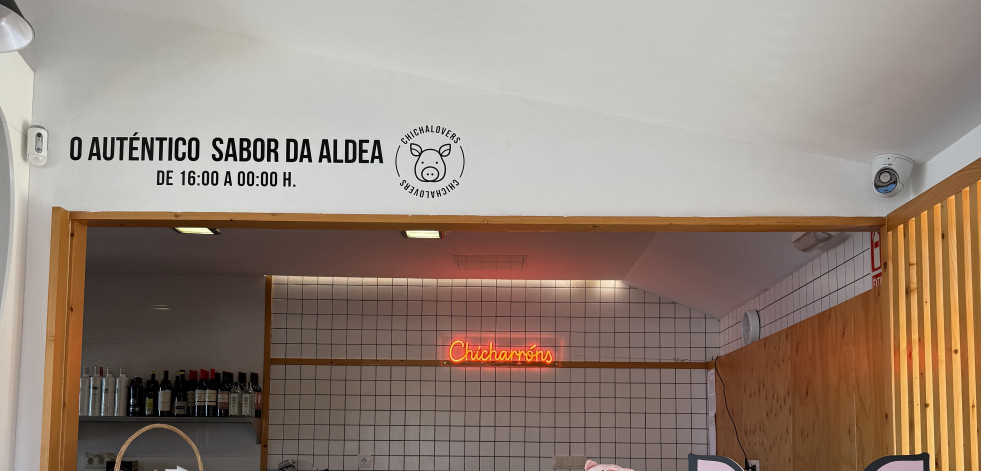 O AUTÉNTICO SABOR DA ALDEA
DE 16:00 A 00:00 H.
CHICHALOVERS
CHICHALOVERS
Chicharróns